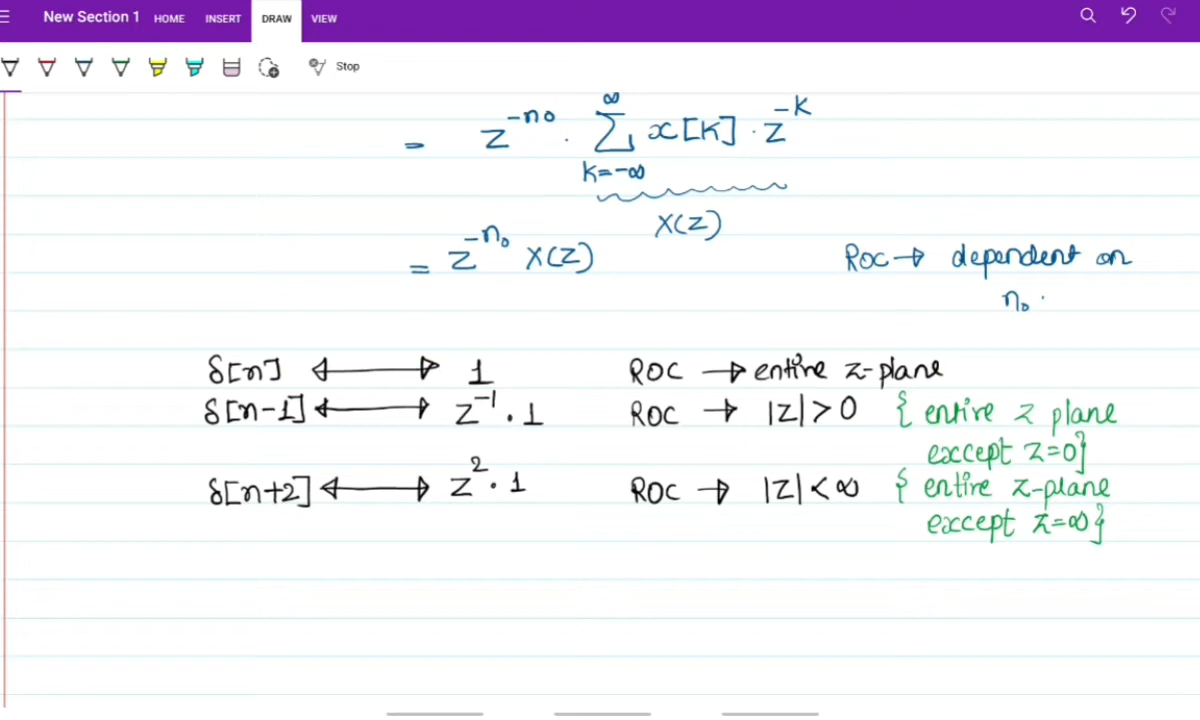 New Section 1 HOME INSERT DRAW VIEW
Stop
= z^{-n0} · ∑_{k=-∞}^{∞} x[k] · z^{-k}
X(z)
= z^{-n₀} X(z)
ROC → dependent on
n₀.
δ[n] ↔ 1 ROC → entire z-plane
δ[n-1] ↔ z^{-1} · 1 ROC → |z| > 0 { entire z plane
except z=0}
δ[n+2] ↔ z^{2} · 1 ROC → |z| < ∞ { entire z-plane
except z=∞}